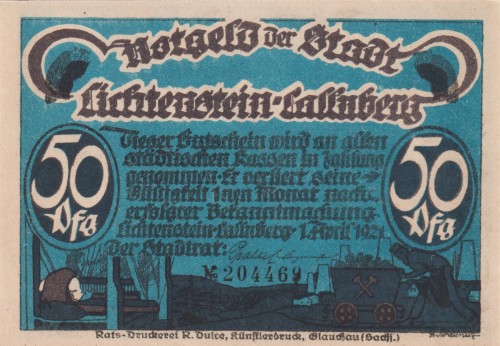 Notgeld der Stadt
Lichtenstein-Callnberg
50
Pfg
Dieser Gutschein wird an allen
städtischen Kassen in Zahlung
genommen. Er verliert seine
Gültigkeit 1 nen Monat nach
erfolgter Bekanntmachung
Lichtenstein-Callnberg 1. April 1921
Der Stadtrat:
№ 204469
50
Pfg
Rats-Druckerei R. Dulce, Künstlerdruck, Glauchau (Sachs.)